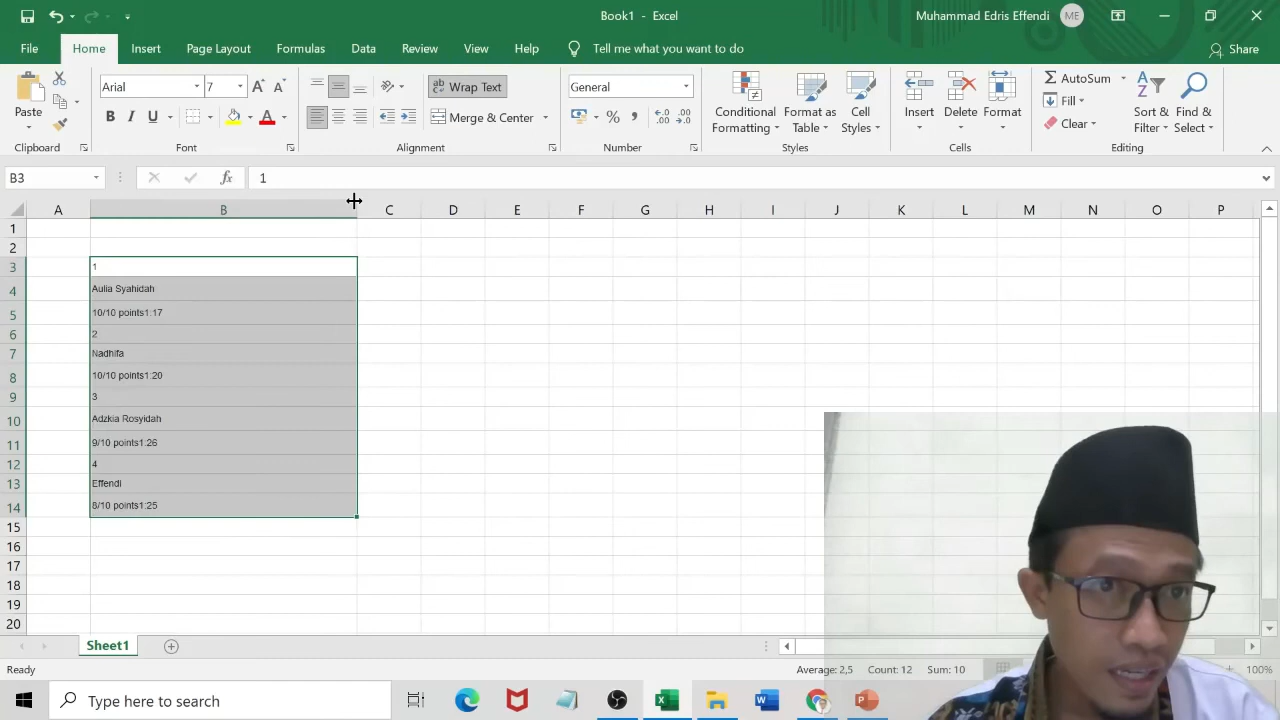 Book1 - Excel
Muhammad Edris Effendi
ME
File Home Insert Page Layout Formulas Data Review View Help Tell me what you want to do Share
Paste
Clipboard
Arial 7
B I U
Font
Wrap Text
Merge & Center
Alignment
General
Number
Conditional Formatting
Format as Table
Cell Styles
Styles
Insert
Delete
Format
Cells
AutoSum
Fill
Clear
Sort & Filter
Find & Select
Editing
B3 fx 1
A B C D E F G H I J K L M N O P
1
2
3 1
4 Aulia Syahidah
5 10/10 points1:17
6 2
7 Nadhifa
8 10/10 points1:20
9 3
10 Adzkia Rosyidah
11 9/10 points1:26
12 4
13 Effendi
14 8/10 points1:25
15
16
17
18
19
20
Sheet1
Ready Average: 2,5 Count: 12 Sum: 10 100%
Type here to search